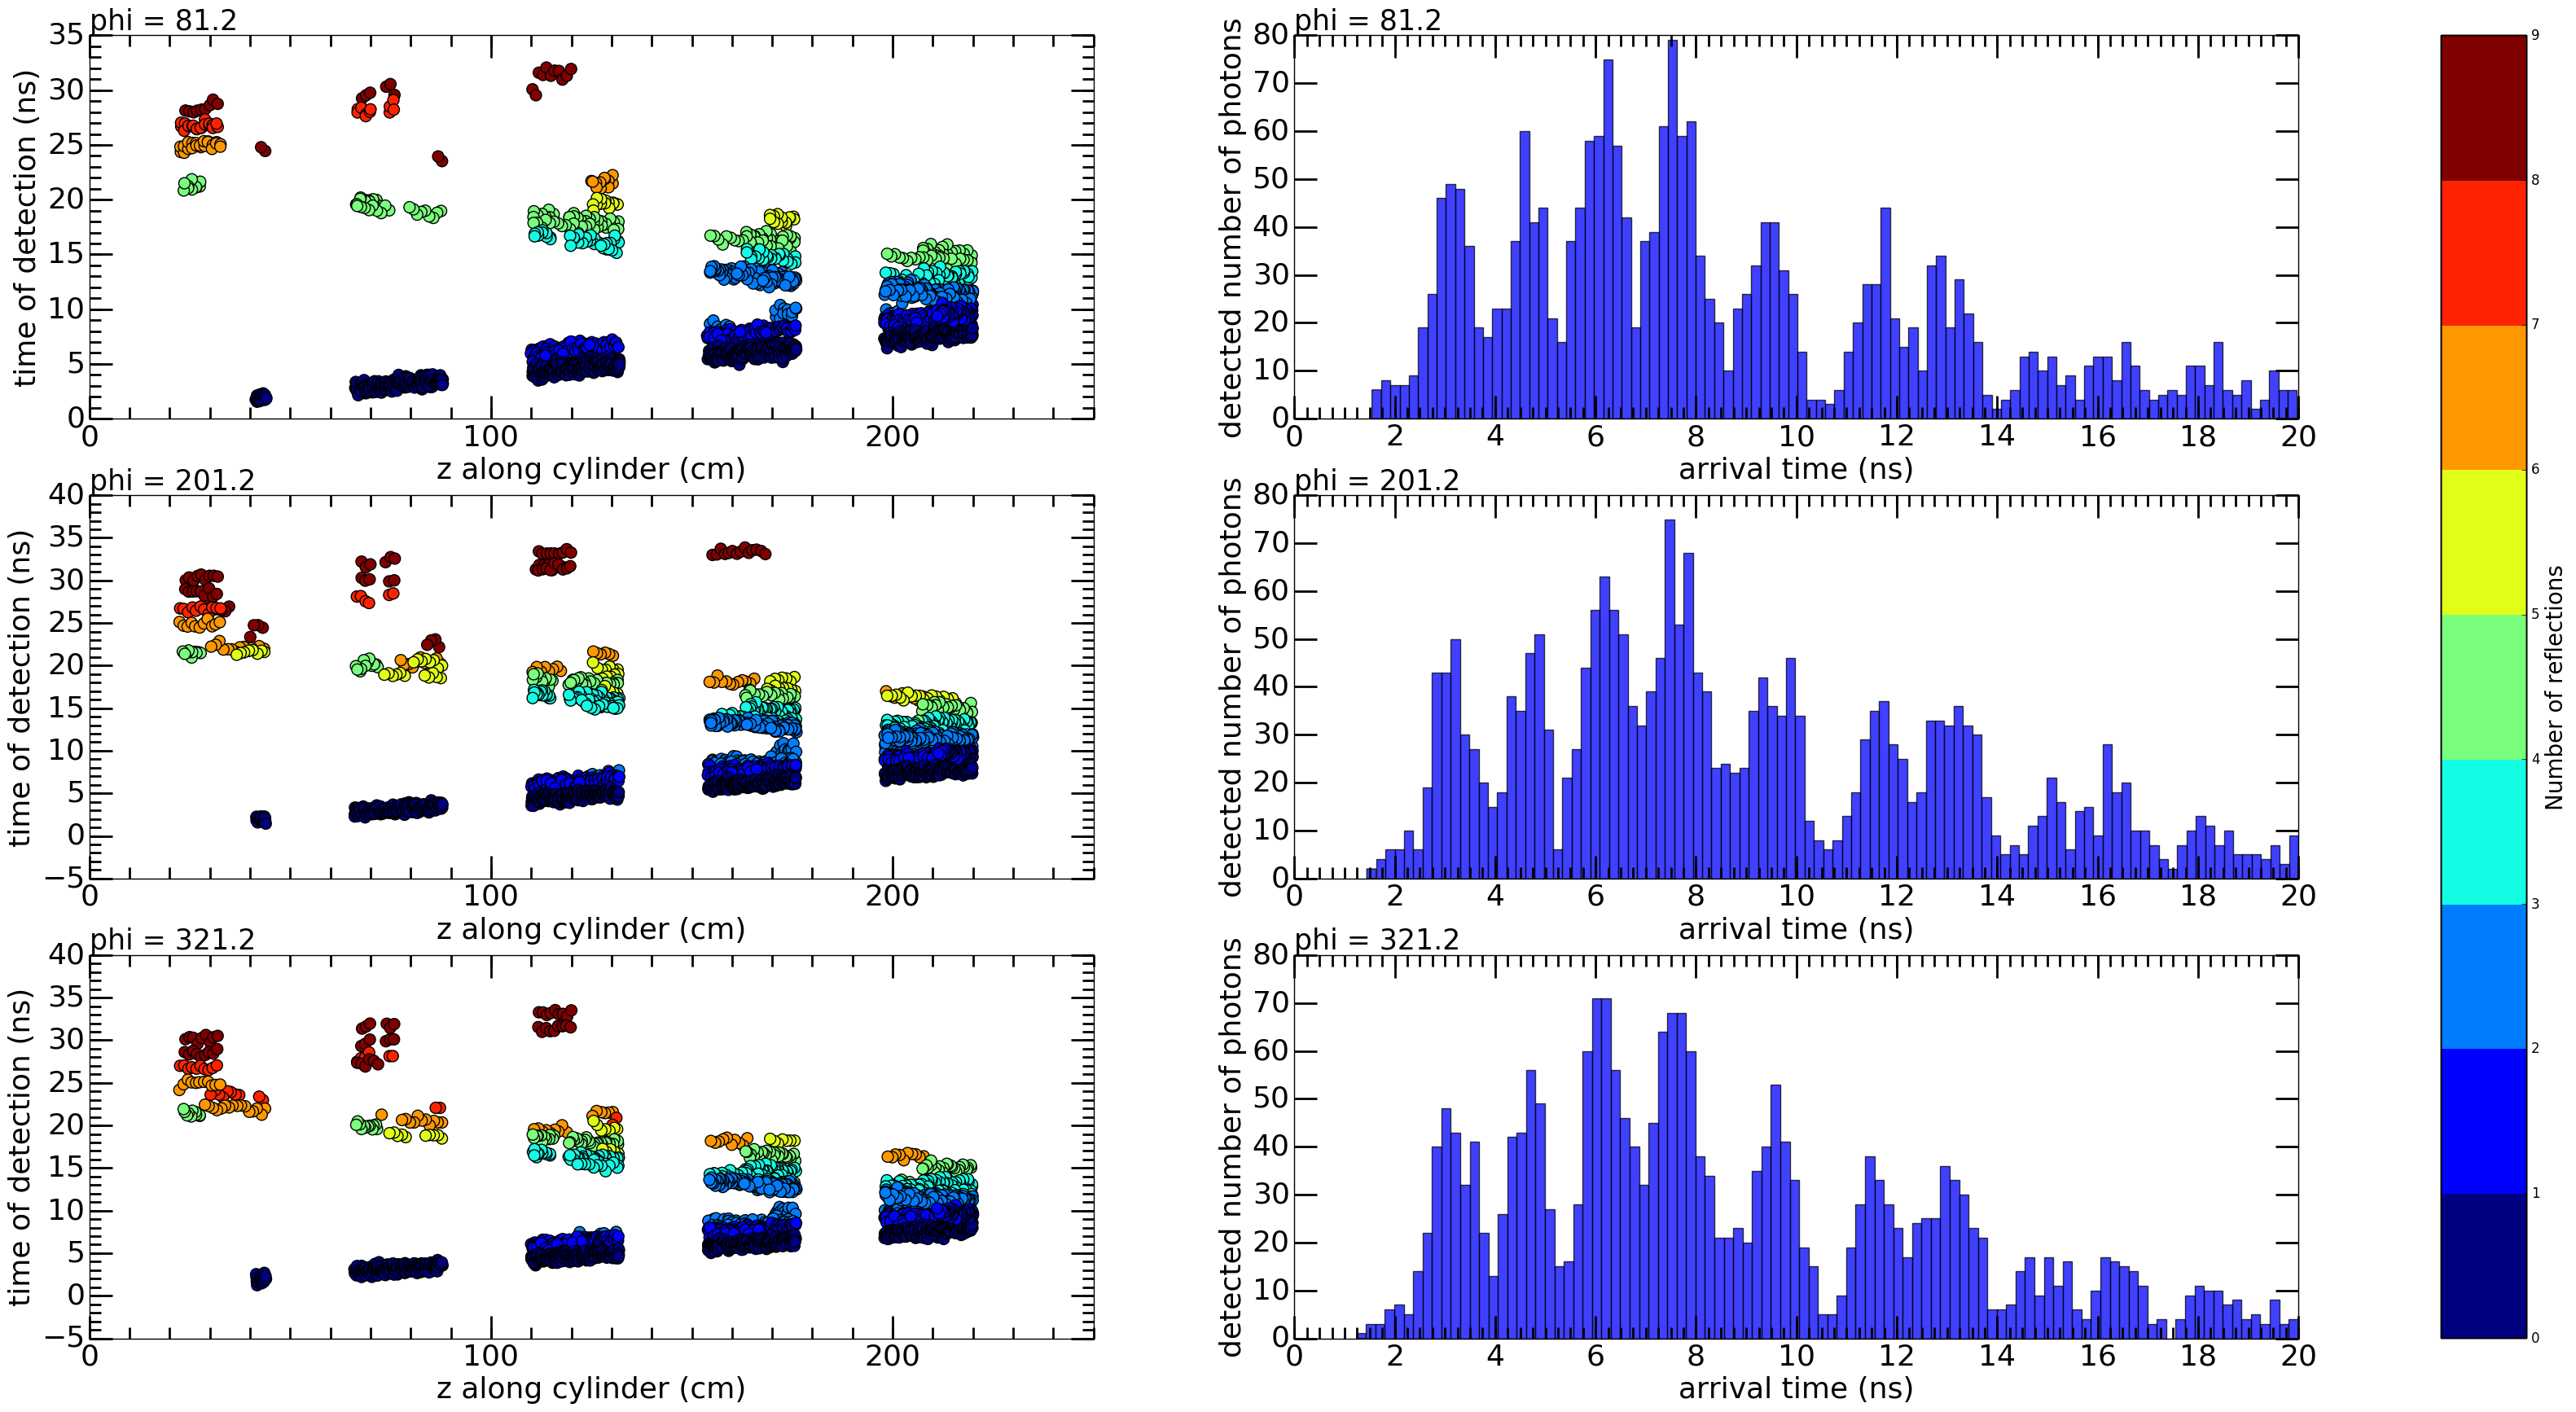 phi = 81.2
35
30
25
20
15
10
5
0
time of detection (ns)
0 100 200
z along cylinder (cm)
phi = 81.2
80
70
60
50
40
30
20
10
0
detected number of photons
0 2 4 6 8 10 12 14 16 18 20
arrival time (ns)
phi = 201.2
40
35
30
25
20
15
10
5
0
−5
time of detection (ns)
0 100 200
z along cylinder (cm)
phi = 201.2
80
70
60
50
40
30
20
10
0
detected number of photons
0 2 4 6 8 10 12 14 16 18 20
arrival time (ns)
phi = 321.2
40
35
30
25
20
15
10
5
0
−5
time of detection (ns)
0 100 200
z along cylinder (cm)
phi = 321.2
80
70
60
50
40
30
20
10
0
detected number of photons
0 2 4 6 8 10 12 14 16 18 20
arrival time (ns)
9
8
7
6
5
4
3
2
1
0
Number of reflections